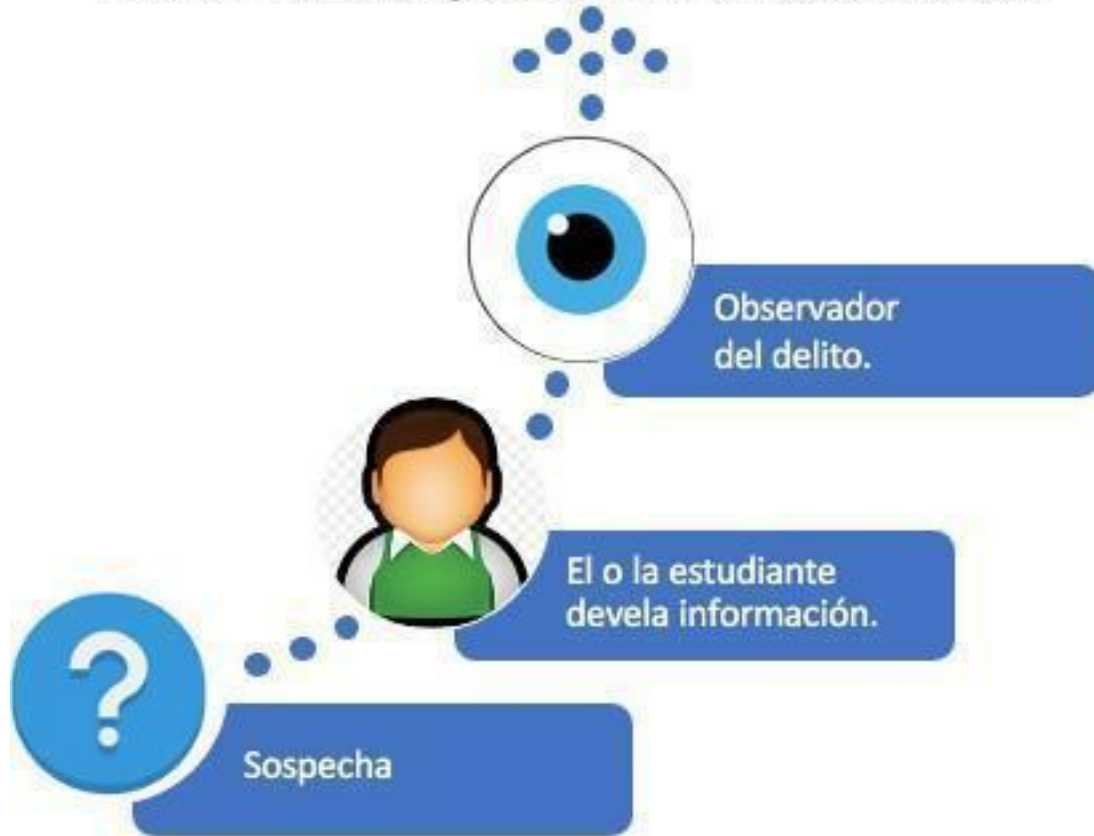 Observador
del delito.
El o la estudiante
devela información.
?
Sospecha